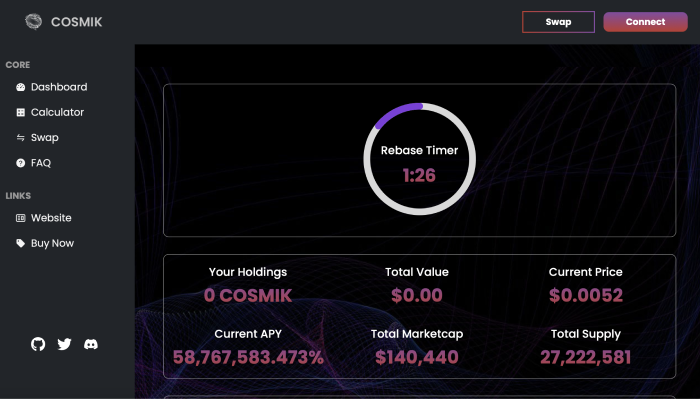 COSMIK
Swap
Connect
CORE
Dashboard
Calculator
Swap
FAQ
LINKS
Website
Buy Now
Rebase Timer
1:26
Your Holdings
Total Value
Current Price
0 COSMIK
$0.00
$0.0052
Current APY
Total Marketcap
Total Supply
58,767,583.473%
$140,440
27,222,581